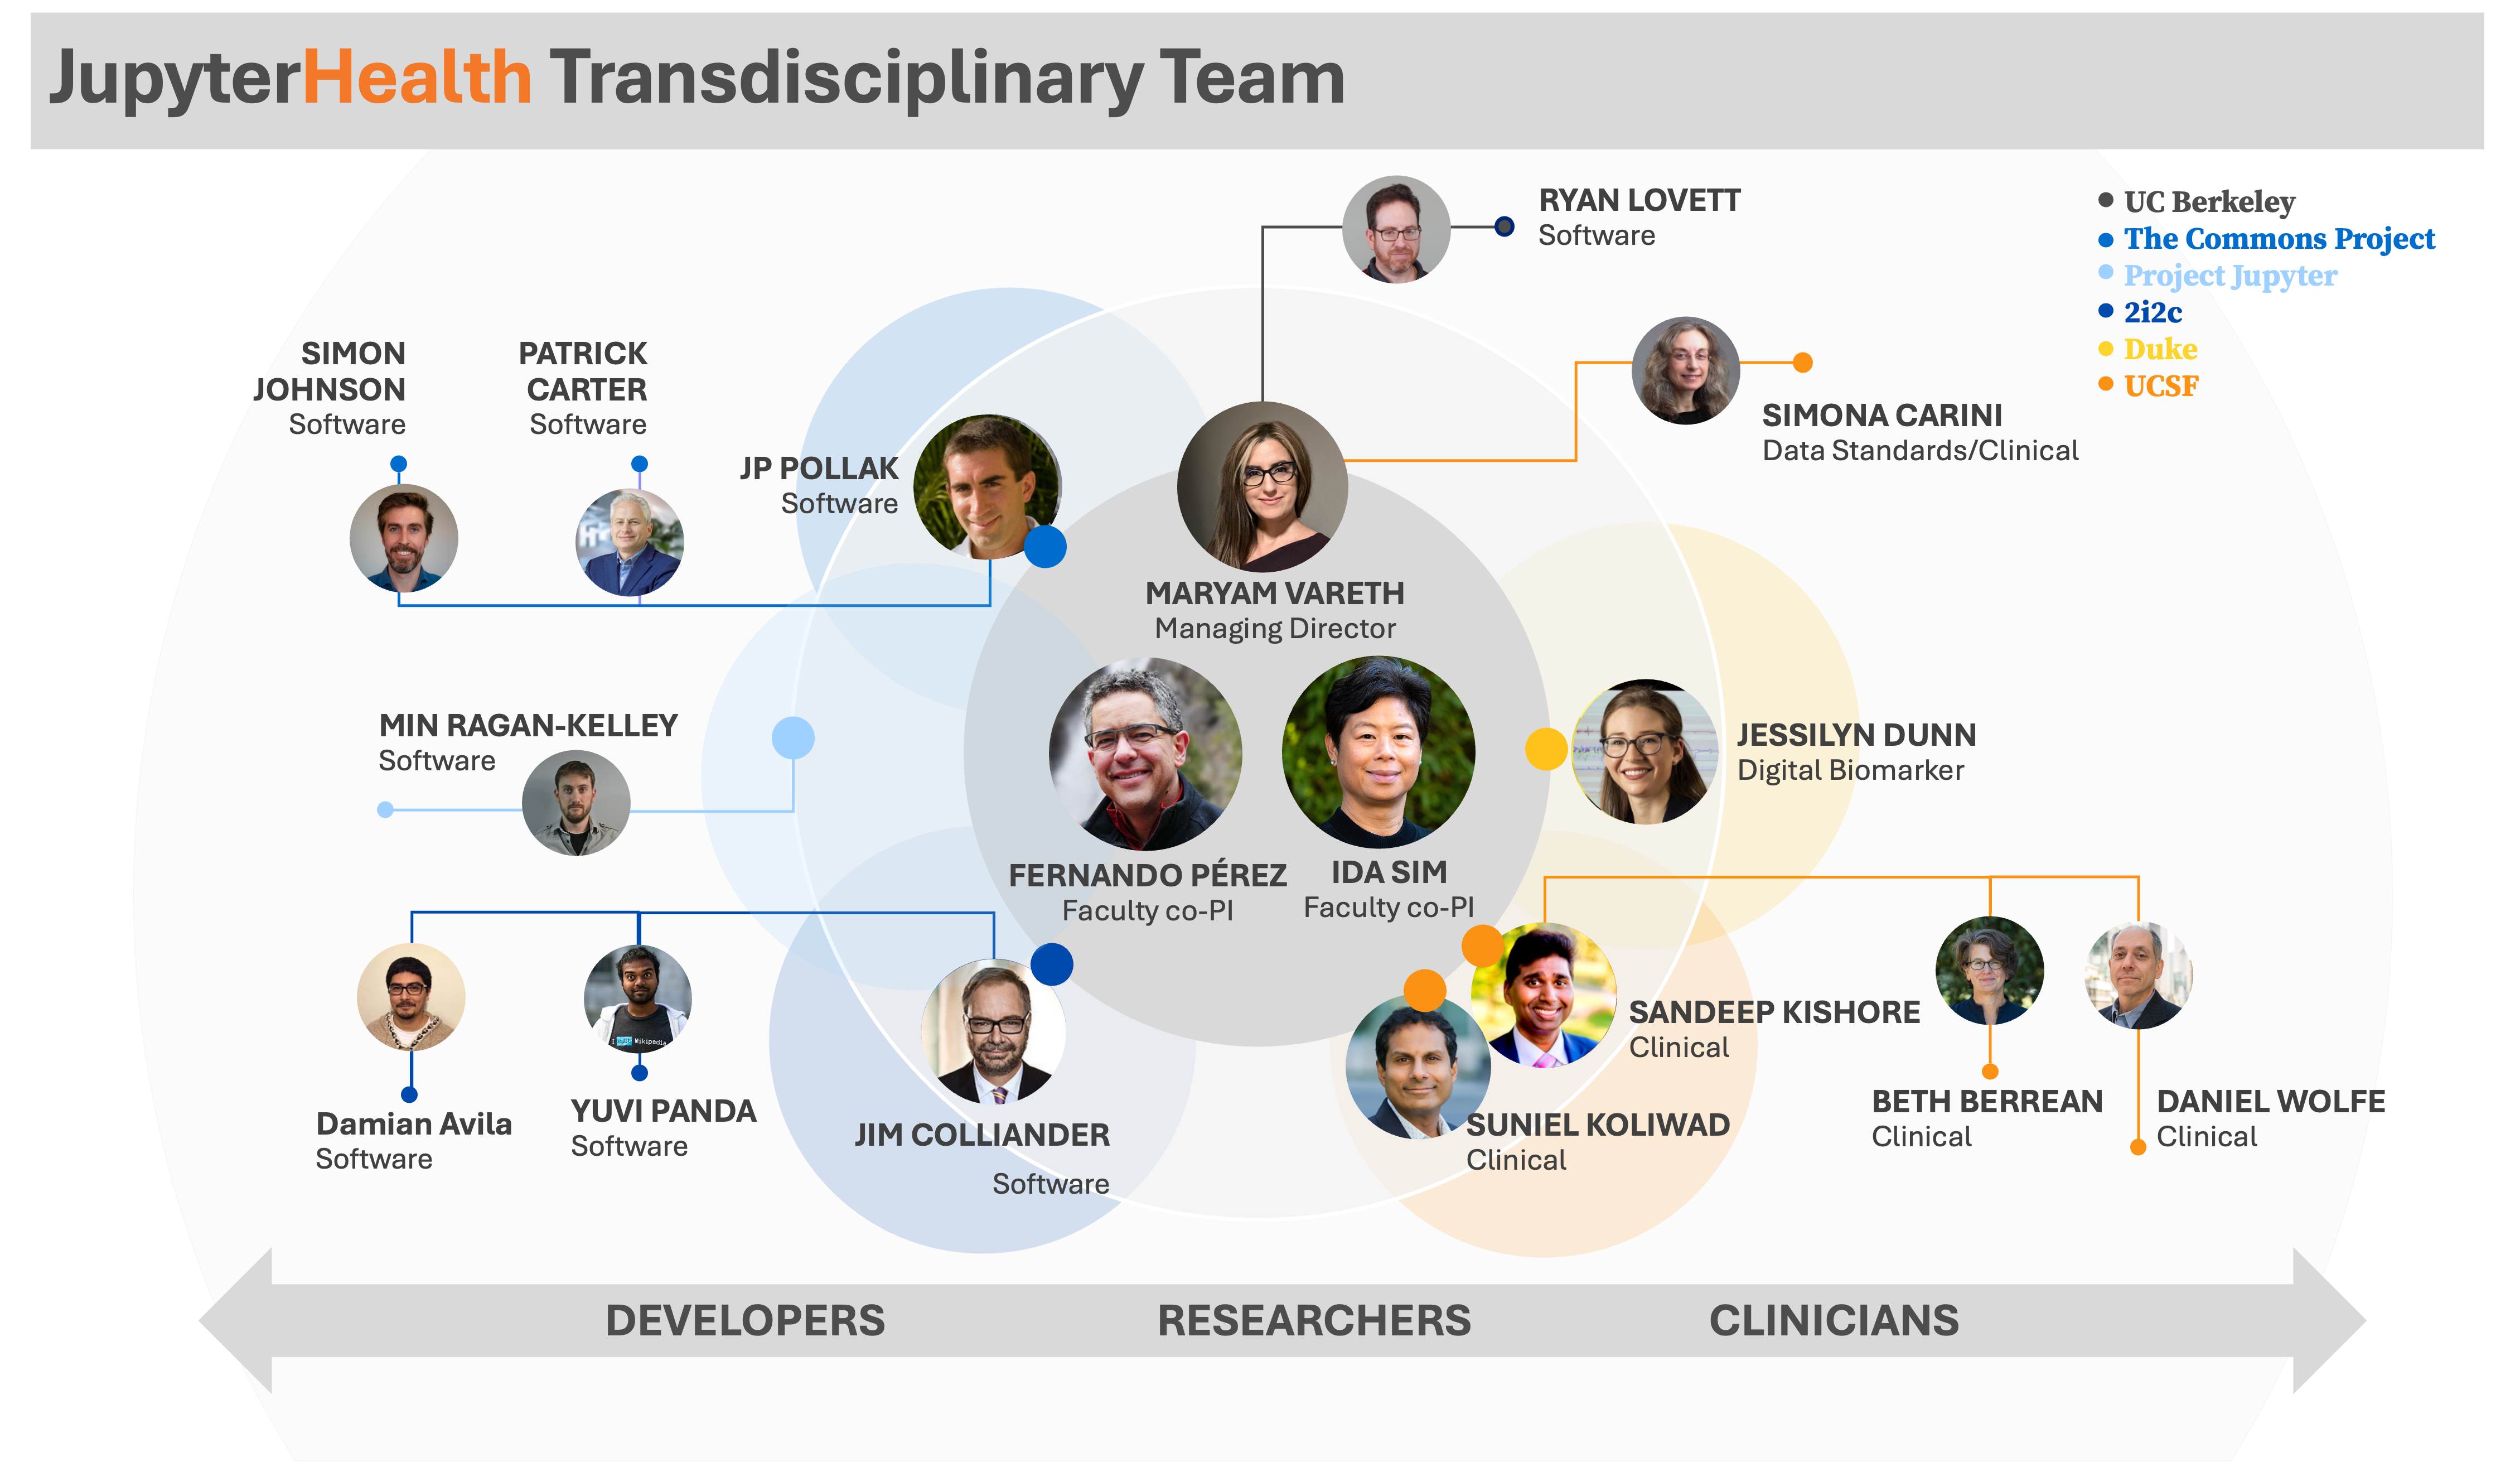 JupyterHealth Transdisciplinary Team
RYAN LOVETT
Software
UC Berkeley
The Commons Project
Project Jupyter
2i2c
Duke
UCSF
SIMON
JOHNSON
Software
PATRICK
CARTER
Software
JP POLLAK
Software
SIMONA CARINI
Data Standards/Clinical
MARYAM VARETH
Managing Director
MIN RAGAN-KELLEY
Software
JESSILYN DUNN
Digital Biomarker
FERNANDO PÉREZ
Faculty co-PI
IDA SIM
Faculty co-PI
Damian Avila
Software
YUVI PANDA
Software
JIM COLLIANDER
Software
SANDEEP KISHORE
Clinical
SUNIEL KOLIWAD
Clinical
BETH BERREAN
Clinical
DANIEL WOLFE
Clinical
DEVELOPERS RESEARCHERS CLINICIANS